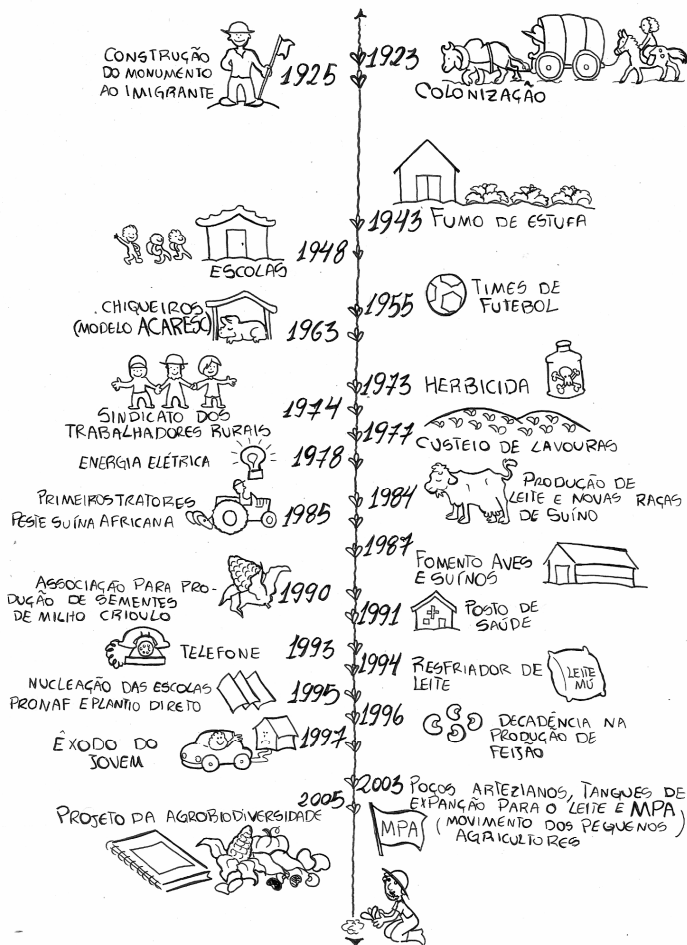 1923
COLONIZAÇÃO
CONSTRUÇÃO
DO MONUMENTO
AO IMIGRANTE
1925
1943 FUMO DE ESTUFA
1948
ESCOLAS
1955
TIMES DE
FUTEBOL
CHIQUEIROS
(MODELO ACARESC)
1963
1973 HERBICIDA
1974
SINDICATO DOS
TRABALHADORES RURAIS
1977
CUSTEIO DE LAVOURAS
ENERGIA ELÉTRICA
1978
1984
PRODUÇÃO DE
LEITE E NOVAS RAÇAS
DE SUÍNO
PRIMEIROS TRATORES
PESTE SUÍNA AFRICANA
1985
1987
FOMENTO AVES
E SUÍNOS
ASSOCIAÇÃO PARA PRO-
DUÇÃO DE SEMENTES
DE MILHO CRIOULO
1990
1991
POSTO DE
SAÚDE
TELEFONE
1993
1994
RESFRIADOR DE
LEITE
LEITE
MÚ
NUCLEAÇÃO DAS ESCOLAS
PRONAF E PLANTIO DIRETO
1995
1996
DECADÊNCIA NA
PRODUÇÃO DE
FEIJÃO
ÊXODO DO
JOVEM
1997
2003 POÇOS ARTEZIANOS, TANGUES DE
EXPANÇÃO PARA O LEITE E MPA
(MOVIMENTO DOS PEQUENOS)
AGRICULTORES
MPA
2005
PROJETO DA AGROBIODIVERSIDADE